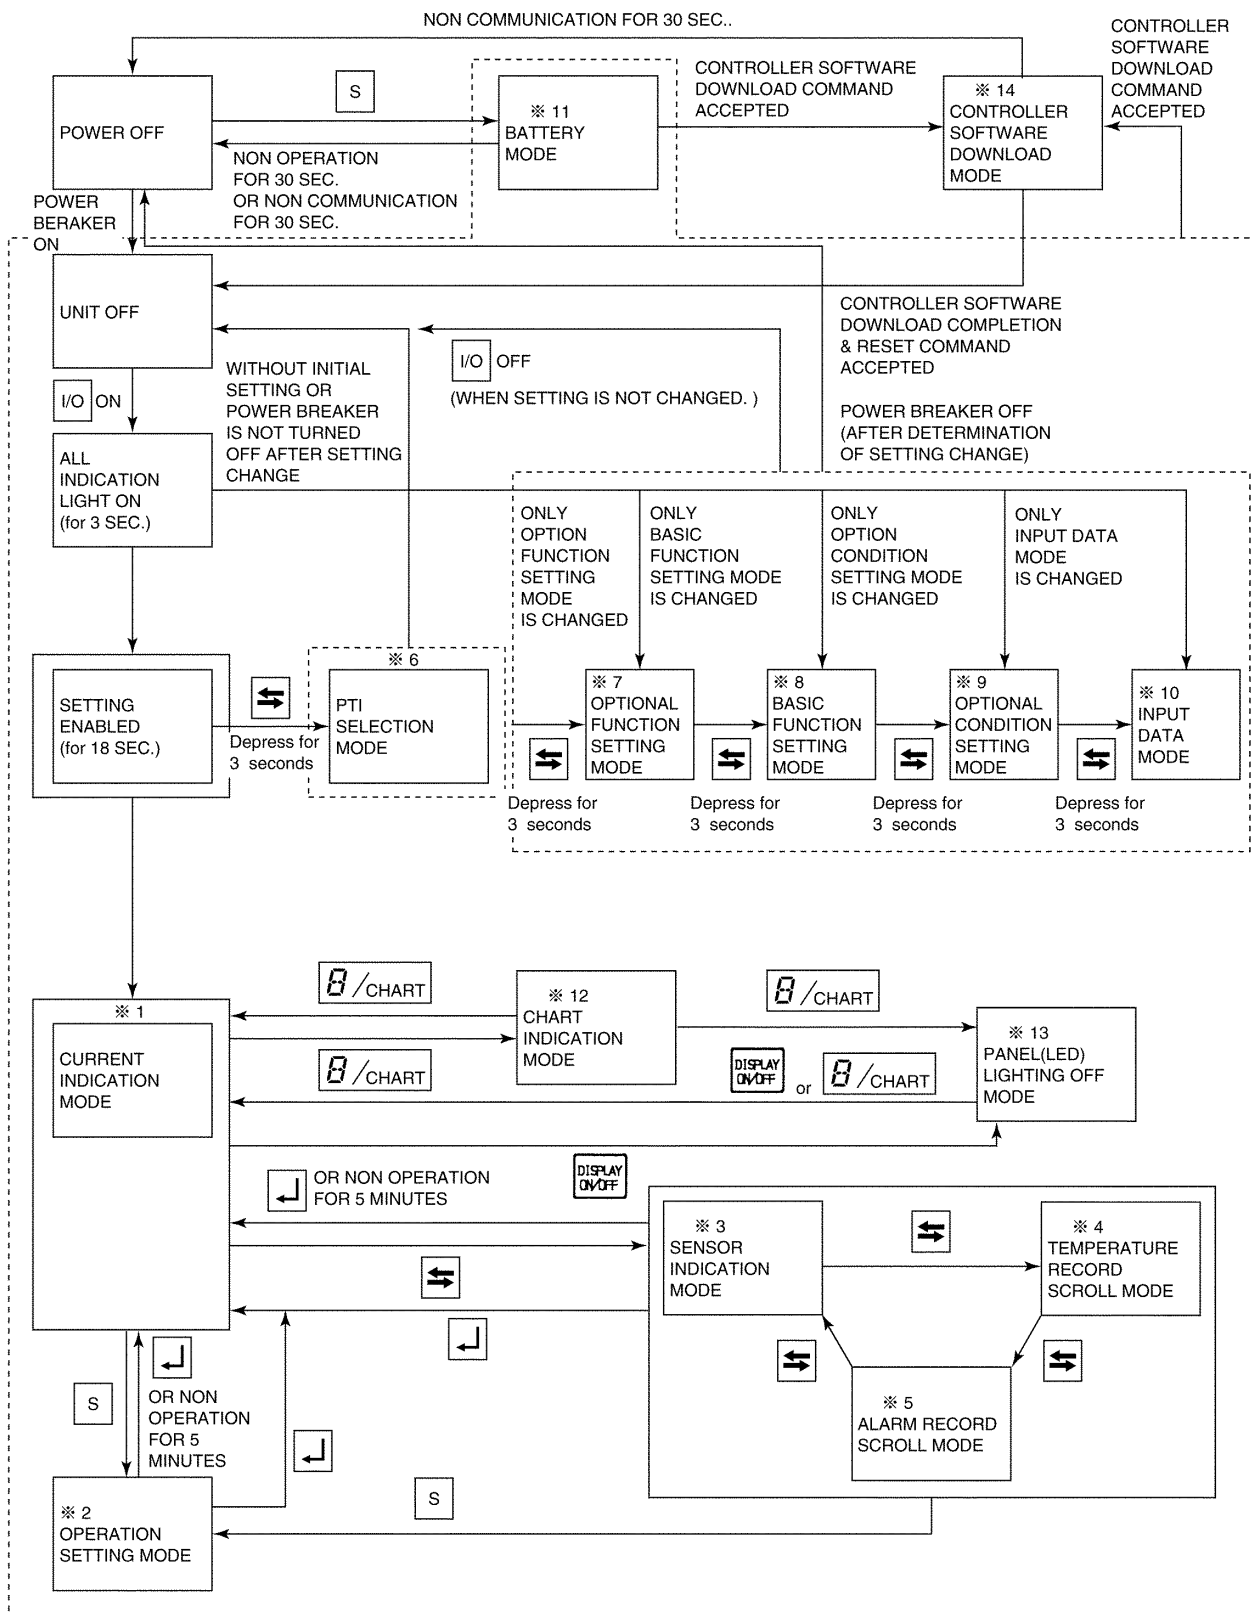 NON COMMUNICATION FOR 30 SEC..
CONTROLLER
SOFTWARE
DOWNLOAD
COMMAND
ACCEPTED
POWER OFF
S
※ 11
BATTERY
MODE
CONTROLLER SOFTWARE
DOWNLOAD COMMAND
ACCEPTED
※ 14
CONTROLLER
SOFTWARE
DOWNLOAD
MODE
NON OPERATION
FOR 30 SEC.
OR NON COMMUNICATION
FOR 30 SEC.
POWER
BERAKER
ON
UNIT OFF
I/O ON
WITHOUT INITIAL
SETTING OR
POWER BREAKER
IS NOT TURNED
OFF AFTER SETTING
CHANGE
I/O OFF
(WHEN SETTING IS NOT CHANGED. )
CONTROLLER SOFTWARE
DOWNLOAD COMPLETION
& RESET COMMAND
ACCEPTED
POWER BREAKER OFF
(AFTER DETERMINATION
OF SETTING CHANGE)
ALL
INDICATION
LIGHT ON
(for 3 SEC.)
ONLY
OPTION
FUNCTION
SETTING
MODE
IS CHANGED
ONLY
BASIC
FUNCTION
SETTING MODE
IS CHANGED
ONLY
OPTION
CONDITION
SETTING MODE
IS CHANGED
ONLY
INPUT DATA
MODE
IS CHANGED
SETTING
ENABLED
(for 18 SEC.)
Depress for
3 seconds
※ 6
PTI
SELECTION
MODE
※ 7
OPTIONAL
FUNCTION
SETTING
MODE
※ 8
BASIC
FUNCTION
SETTING
MODE
※ 9
OPTIONAL
CONDITION
SETTING
MODE
※ 10
INPUT
DATA
MODE
Depress for
3 seconds
Depress for
3 seconds
Depress for
3 seconds
Depress for
3 seconds
※ 1
CURRENT
INDICATION
MODE
8/CHART
8/CHART
※ 12
CHART
INDICATION
MODE
8/CHART
DISPLAY
ON/OFF or 8/CHART
※ 13
PANEL(LED)
LIGHTING OFF
MODE
OR NON OPERATION
FOR 5 MINUTES
DISPLAY
ON/OFF
※ 3
SENSOR
INDICATION
MODE
※ 4
TEMPERATURE
RECORD
SCROLL MODE
※ 5
ALARM RECORD
SCROLL MODE
S
OR NON
OPERATION
FOR 5
MINUTES
S
※ 2
OPERATION
SETTING MODE